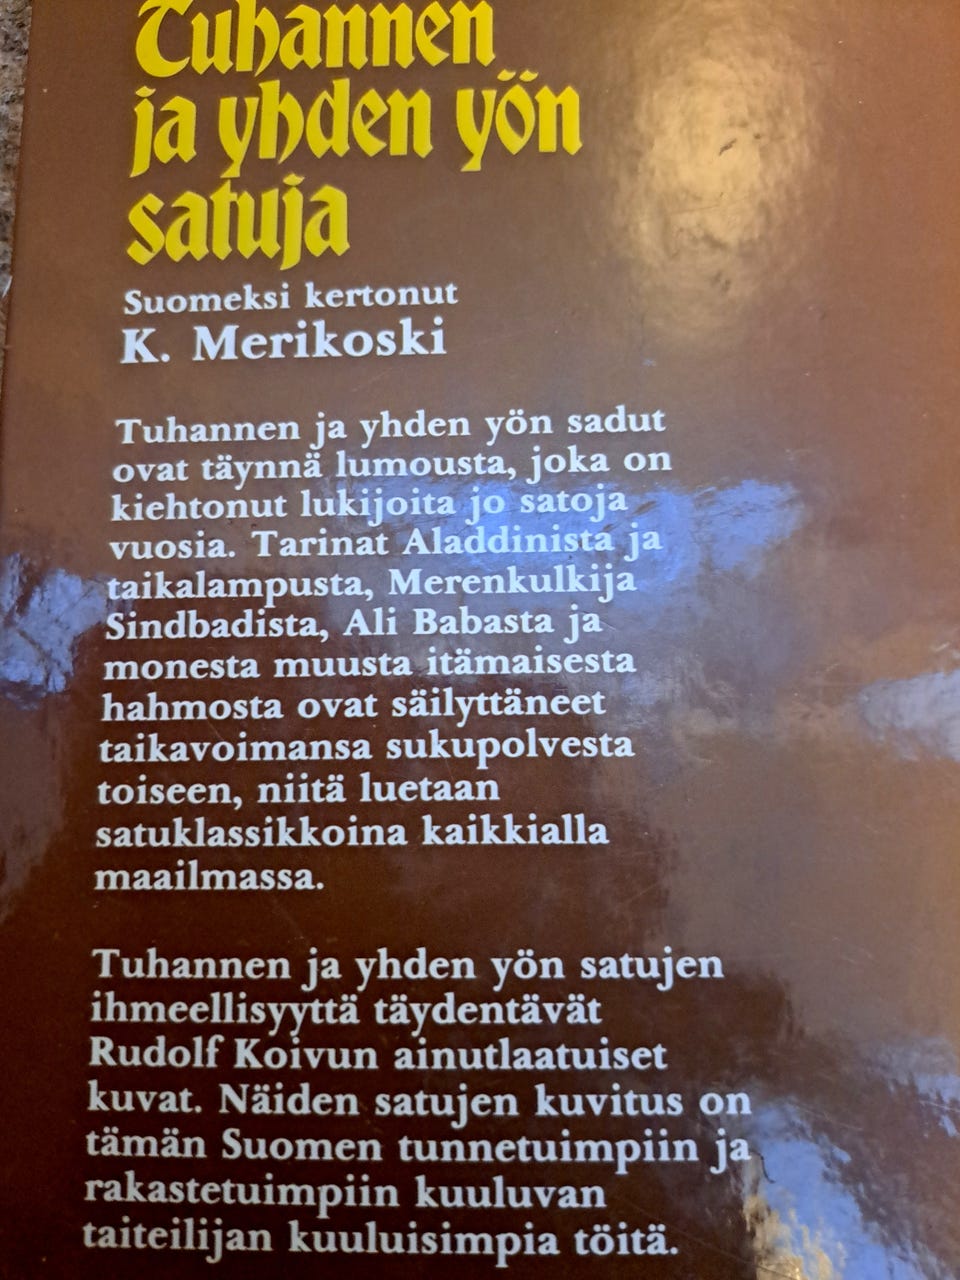 Tuhannen
ja yhden yön
satuja
Suomeksi kertonut
K. Merikoski
Tuhannen ja yhden yön sadut
ovat täynnä lumousta, joka on
kiehtonut lukijoita jo satoja
vuosia. Tarinat Aladdinista ja
taikalampusta, Merenkulkija
Sindbadista, Ali Babasta ja
monesta muusta itämaisesta
hahmosta ovat säilyttäneet
taikavoimansa sukupolvesta
toiseen, niitä luetaan
satuklassikkoina kaikkialla
maailmassa.
Tuhannen ja yhden yön satujen
ihmeellisyyttä täydentävät
Rudolf Koivun ainutlaatuiset
kuvat. Näiden satujen kuvitus on
tämän Suomen tunnetuimpiin ja
rakastetuimpiin kuuluvan
taiteilijan kuuluisimpia töitä.